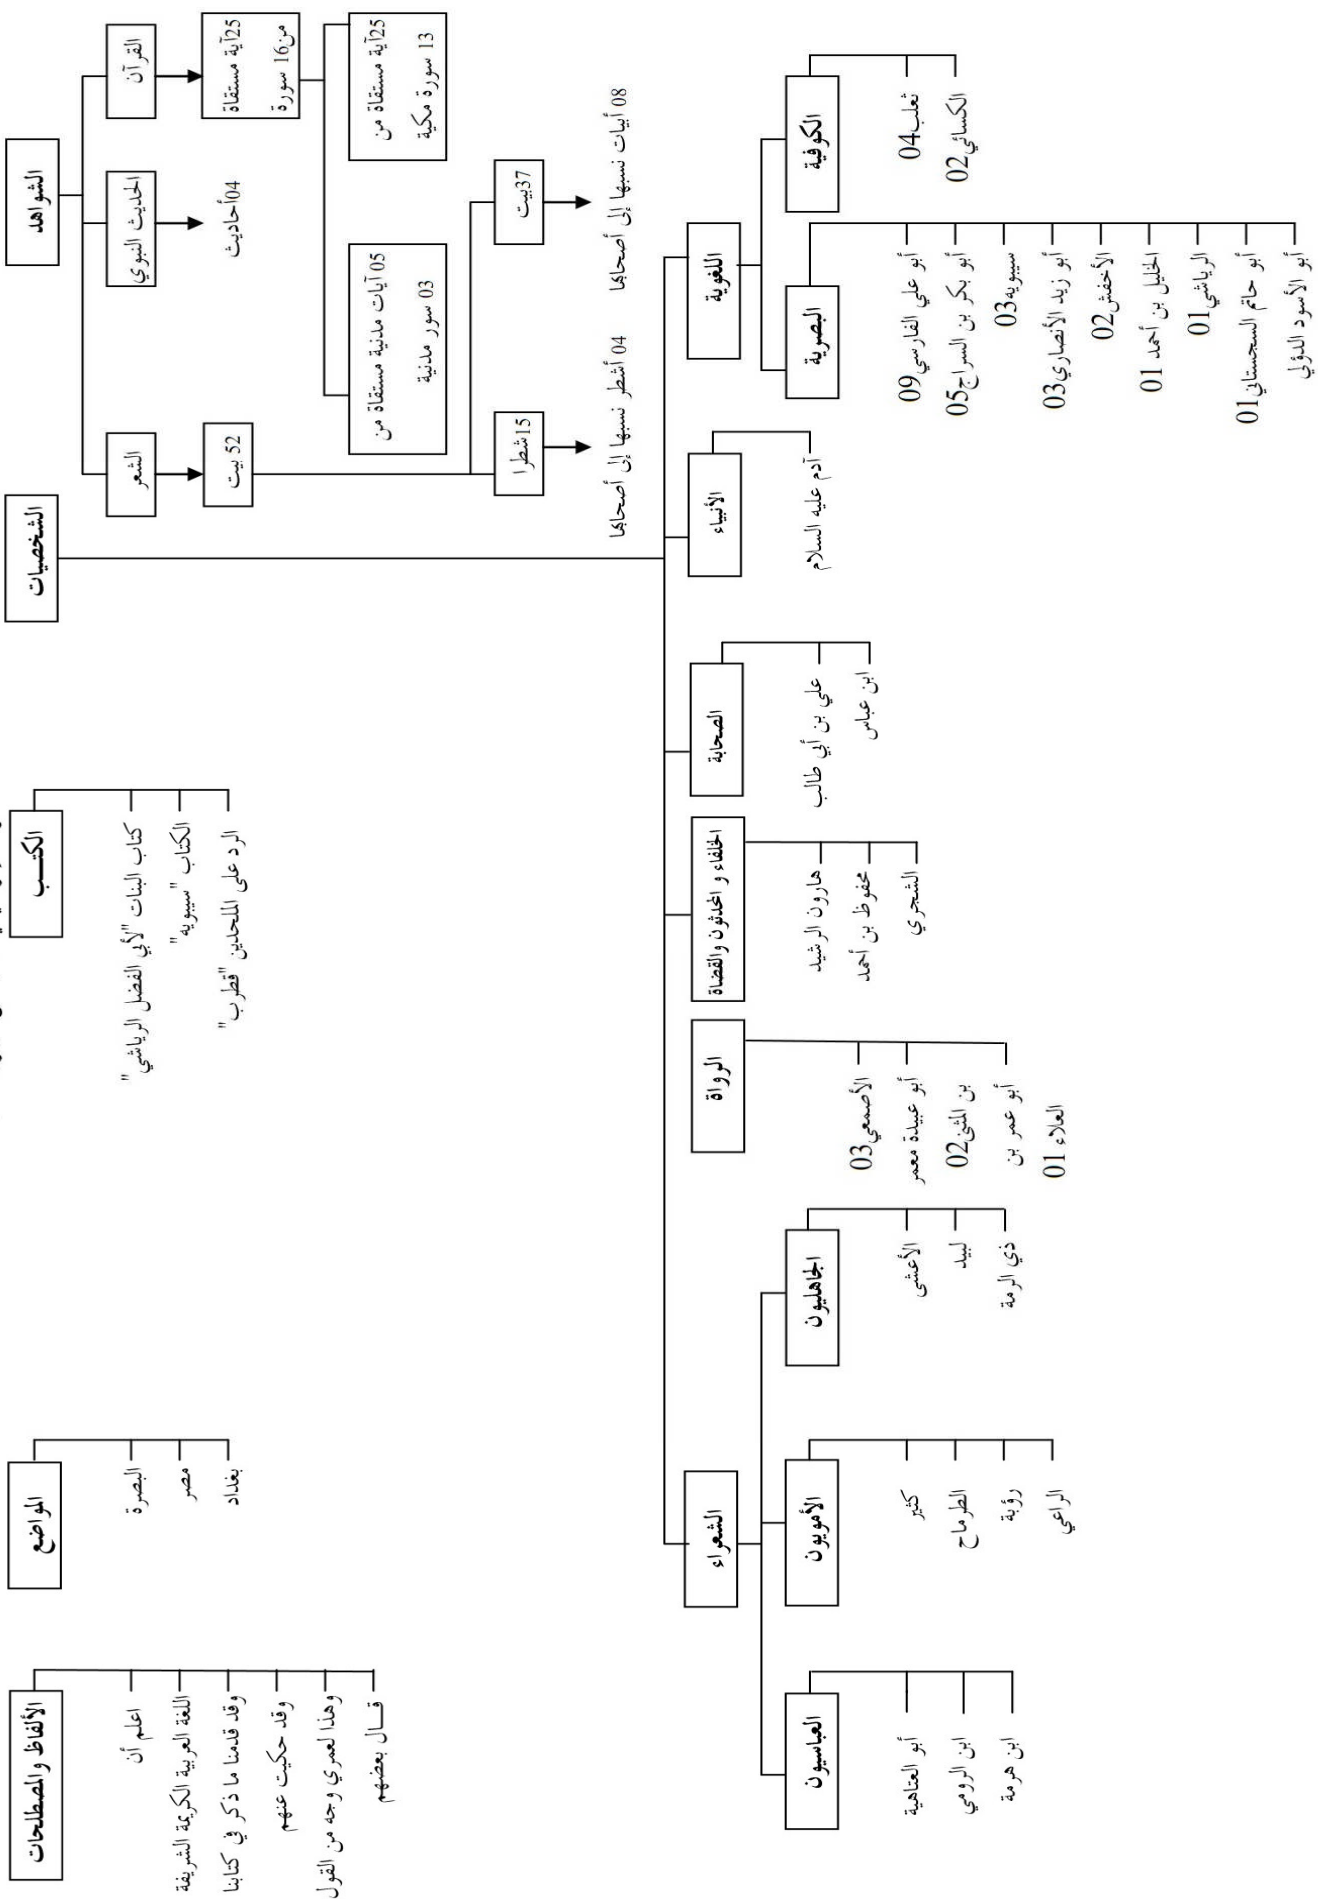 الشواهد
القرآن
25آية مستقاة
من16 سورة
25آية مستقاة من
13 سورة مكية
05 آيات مدنية مستقاة من
03 سور مدنية
الحديث النبوي
04أحاديث
الشعر
52 بيت
37بيت
08 أبيات نسبها إلى أصحابها
15شطرا
04 أشطر نسبها إلى أصحابها
الشخصيات
اللغوية
الكوفية
ثعلب04
الكسائي02
البصرية
أبو علي الفارسي09
أبو بكر بن السراج05
سيبويه03
أبو زيد الأنصاري03
الأخفش02
الخليل بن أحمد 01
الرياشي01
أبو حاتم السجستاني01
أبو الأسود الدؤلي
الأنبياء
آدم عليه السلام
الصحابة
علي بن أبي طالب
ابن عباس
الخلفاء و المحدثون والقضاة
هارون الرشيد
محفوظ بن أحمد
الشجري
الرواة
الأصمعي03
أبو عبيدة معمر
بن المثنى02
أبو عمر بن
العلاء 01
الشعراء
الجاهليون
الأعشى
لبيد
ذي الرمة
الأمويون
كثير
الطرماح
رؤبة
الراعي
العباسيون
أبو العتاهية
ابن الرومي
ابن هرمة
الكتــب
كتاب البنات "لأبي الفضل الرياشي"
الكتاب "سيبويه"
الرد على الملحدين "قطرب"
المواضع
البصرة
مصر
بغداد
الألفاظ والمصطلحات
اعلم أن
اللغة العربية الكريمة الشريفة
وقد قدمنا ما ذكر في كتابنا
وقد حكيت عنهم
وهذا لعمري وجه من القول
قــال بعضهم